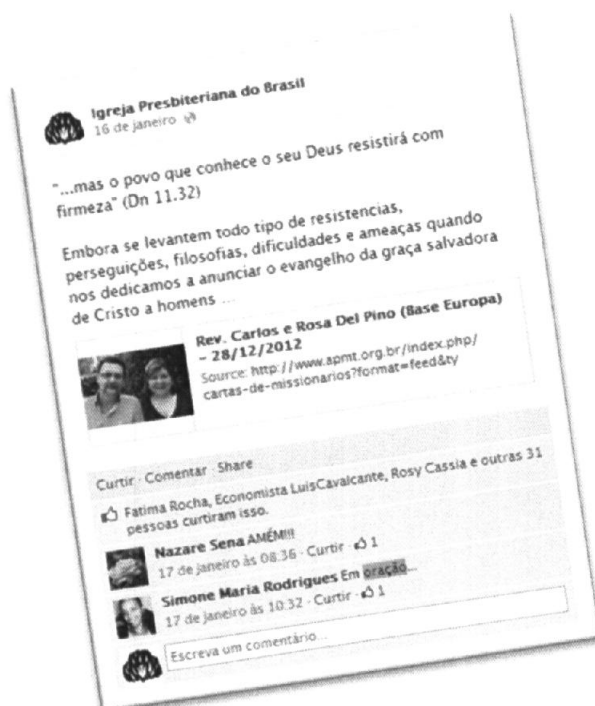 Igreja Presbiteriana do Brasil
16 de janeiro
"...mas o povo que conhece o seu Deus resistirá com
firmeza" (Dn 11.32)
Embora se levantem todo tipo de resistencias,
perseguições, filosofias, dificuldades e ameaças quando
nos dedicamos a anunciar o evangelho da graça salvadora
de Cristo a homens ...
Rev. Carlos e Rosa Del Pino (Base Europa)
- 28/12/2012
Source: http://www.apmt.org.br/index.php/
cartas-de-missionarios?format=feed&ty
Curtir · Comentar · Share
Fatima Rocha, Economista LuisCavalcante, Rosy Cassia e outras 31
pessoas curtiram isso.
Nazare Sena AMÉM!!!
17 de janeiro às 08:36 · Curtir · 1
Simone Maria Rodrigues Em oração...
17 de janeiro às 10:32 · Curtir · 1
Escreva um comentário...